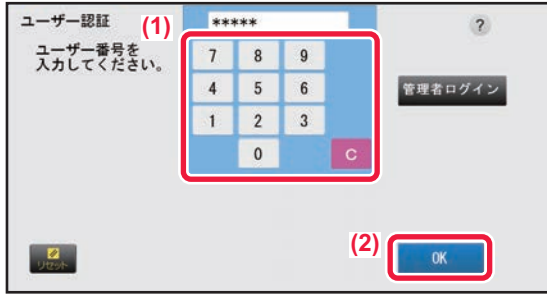 ユーザー認証
(1)
*****
?
ユーザー番号を
入力してください。
7 8 9
4 5 6
管理者ログイン
1 2 3
0 C
(2)
リセット
OK